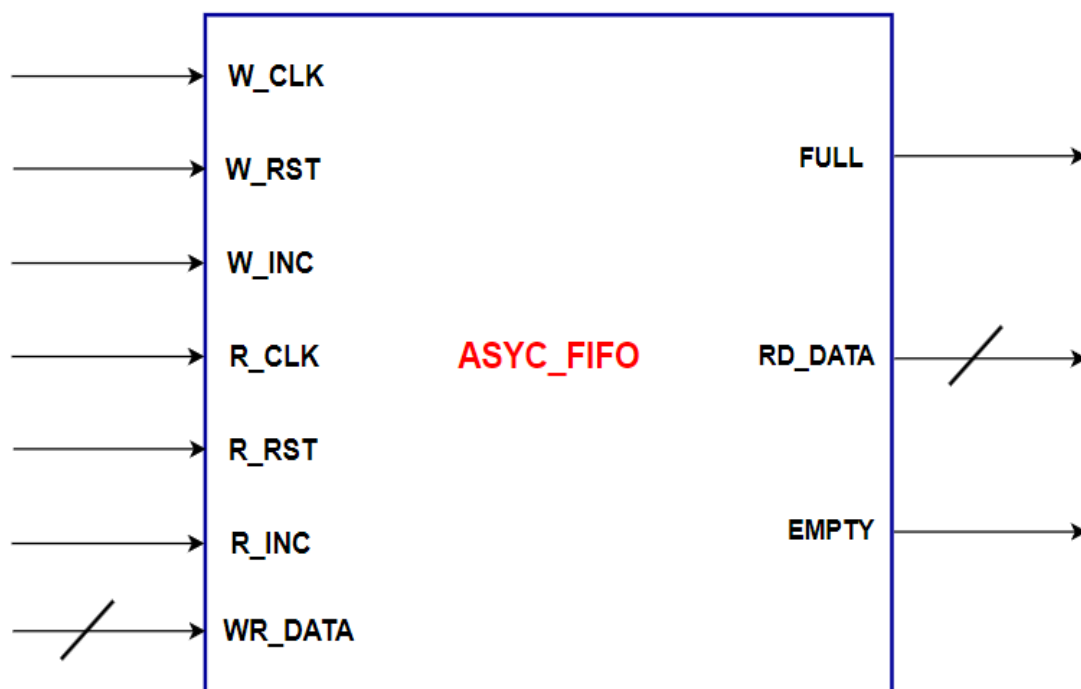 W_CLK
W_RST
FULL
W_INC
R_CLK
ASYC_FIFO
RD_DATA
R_RST
R_INC
EMPTY
WR_DATA